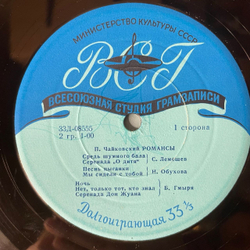 МИНИСТЕРСТВО КУЛЬТУРЫ СССР
ВСГ
ВСЕСОЮЗНАЯ СТУДИЯ ГРАМЗАПИСИ
33Д-08555
2 гр. 1-00
1 сторона
П. Чайковский РОМАНСЫ
Средь шумного бала
Серенада „О дитя"
С. Лемешев
Песнь цыганки
Мы сидели с тобой
Н. Обухова
Ночь
Нет, только тот, кто знал
Серенада Дон Жуана
Б. Гмыря
Долгоиграющая 33⅓